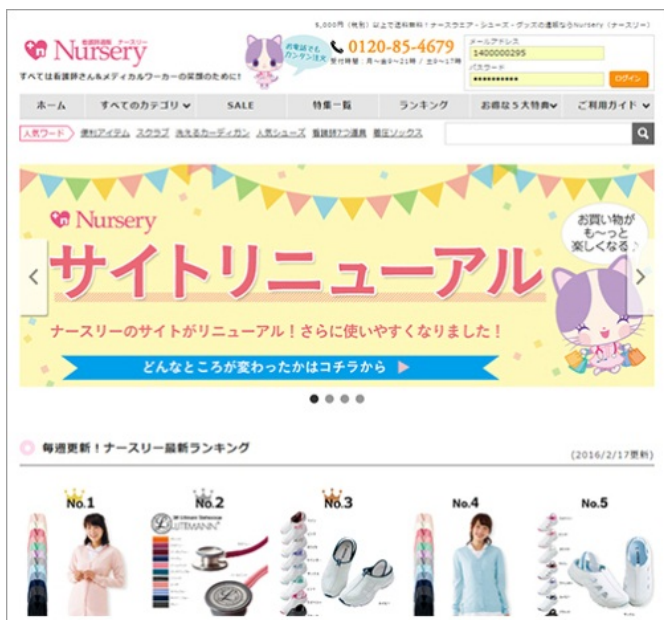 5,000円（税別）以上で送料無料！ナースウエア・シューズ・グッズの通販ならNursery（ナースリー）
看護師通販 ナースリー
Nursery
すべては看護師さん&メディカルワーカーの笑顔のために！
お電話でも
カンタン注文
0120-85-4679
受付時間：月～金9～21時 / 土9～17時
メールアドレス
1400000295
パスワード
ログイン
ホーム すべてのカテゴリ SALE 特集一覧 ランキング お得な5大特典 ご利用ガイド
人気ワード 便利アイテム スクラブ 洗えるカーディガン 人気シューズ 看護師7つ道具 着圧ソックス
Nursery
お買い物が
も～っと
楽しくなる♪
サイトリニューアル
ナースリーのサイトがリニューアル！さらに使いやすくなりました！
どんなところが変わったかはコチラから
毎週更新！ナースリー最新ランキング
(2016/2/17更新)
No.1 No.2 No.3 No.4 No.5